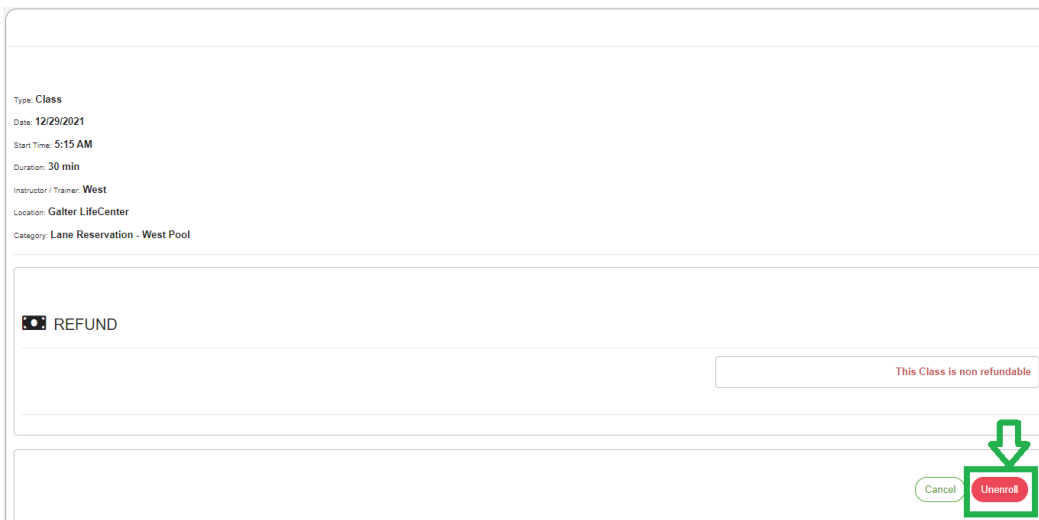 Type: Class
Date: 12/29/2021
Start Time: 5:15 AM
Duration: 30 min
Instructor / Trainer: West
Location: Galter LifeCenter
Category: Lane Reservation - West Pool
REFUND
This Class is non refundable
Cancel Unenroll